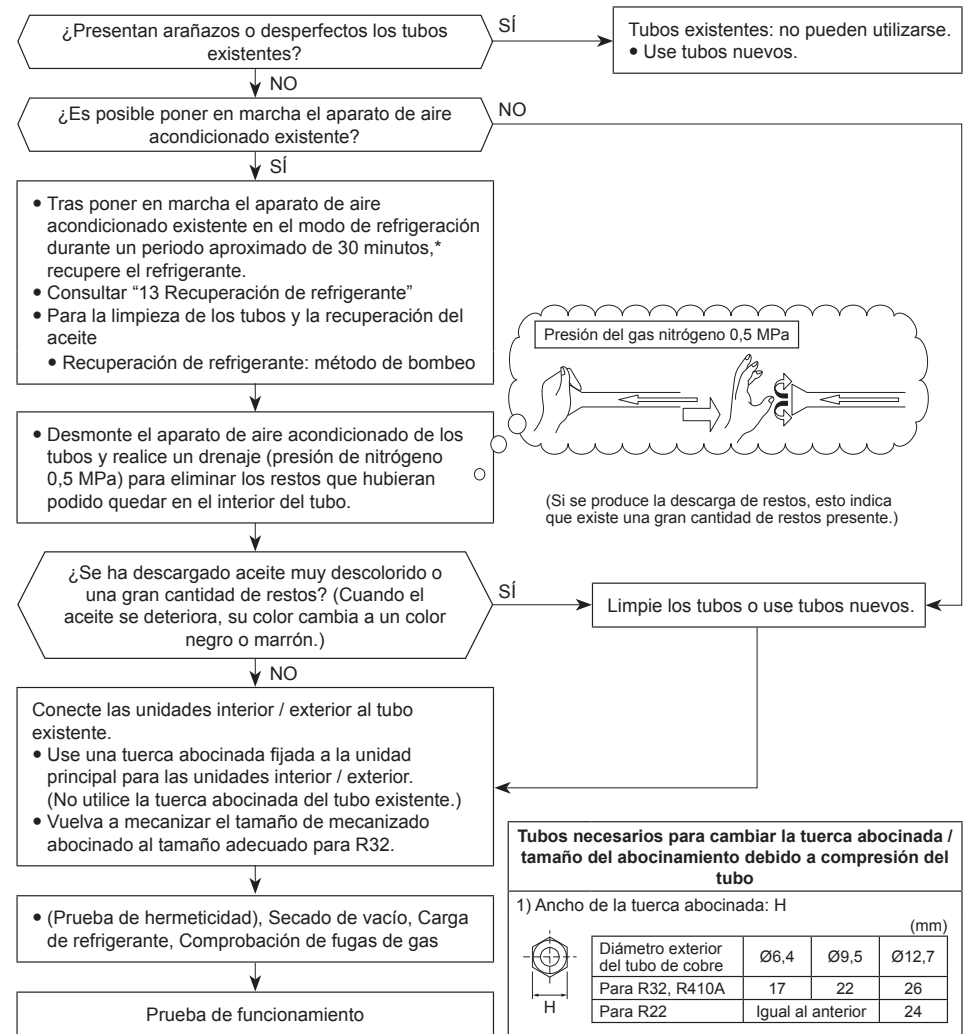 ¿Presentan arañazos o desperfectos los tubos
existentes?
SÍ
Tubos existentes: no pueden utilizarse.
● Use tubos nuevos.
NO
¿Es posible poner en marcha el aparato de aire
acondicionado existente?
NO
SÍ
● Tras poner en marcha el aparato de aire
acondicionado existente en el modo de refrigeración
durante un periodo aproximado de 30 minutos,*
recupere el refrigerante.
● Consultar “13 Recuperación de refrigerante”
● Para la limpieza de los tubos y la recuperación del
aceite
● Recuperación de refrigerante: método de bombeo
Presión del gas nitrógeno 0,5 MPa
● Desmonte el aparato de aire acondicionado de los
tubos y realice un drenaje (presión de nitrógeno
0,5 MPa) para eliminar los restos que hubieran
podido quedar en el interior del tubo.
(Si se produce la descarga de restos, esto indica
que existe una gran cantidad de restos presente.)
¿Se ha descargado aceite muy descolorido o
una gran cantidad de restos? (Cuando el
aceite se deteriora, su color cambia a un color
negro o marrón.)
SÍ
Limpie los tubos o use tubos nuevos.
NO
Conecte las unidades interior / exterior al tubo
existente.
● Use una tuerca abocinada fijada a la unidad
principal para las unidades interior / exterior.
(No utilice la tuerca abocinada del tubo existente.)
● Vuelva a mecanizar el tamaño de mecanizado
abocinado al tamaño adecuado para R32.
● (Prueba de hermeticidad), Secado de vacío, Carga
de refrigerante, Comprobación de fugas de gas
Prueba de funcionamiento
Tubos necesarios para cambiar la tuerca abocinada /
tamaño del abocinamiento debido a compresión del
tubo
1) Ancho de la tuerca abocinada: H
(mm)
H
Diámetro exterior
del tubo de cobre
Ø6,4 Ø9,5 Ø12,7
Para R32, R410A 17 22 26
Para R22 Igual al anterior 24